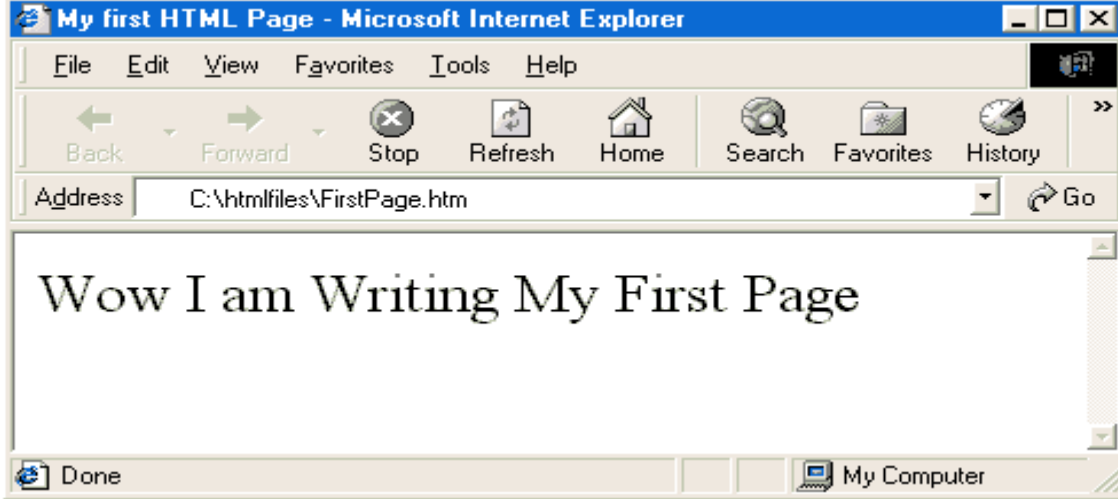 My first HTML Page - Microsoft Internet Explorer
File Edit View Favorites Tools Help
Back Forward Stop Refresh Home Search Favorites History »
Address C:\htmlfiles\FirstPage.htm Go
Wow I am Writing My First Page
Done My Computer